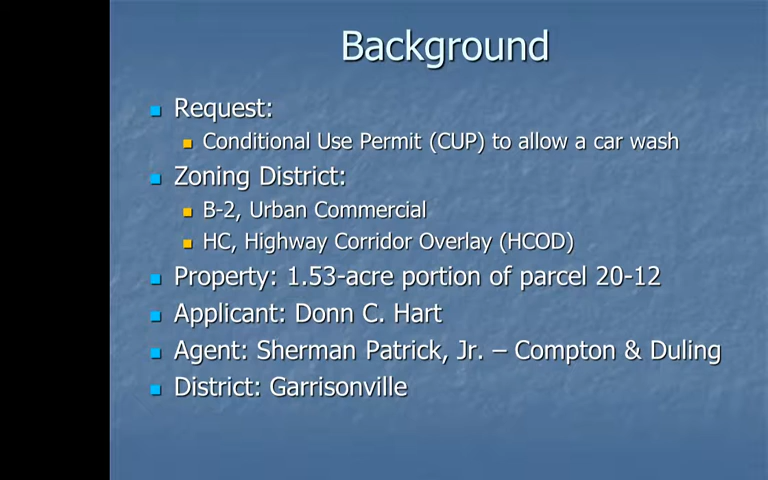 Background
Request:
Conditional Use Permit (CUP) to allow a car wash
Zoning District:
B-2, Urban Commercial
HC, Highway Corridor Overlay (HCOD)
Property: 1.53-acre portion of parcel 20-12
Applicant: Donn C. Hart
Agent: Sherman Patrick, Jr. – Compton & Duling
District: Garrisonville